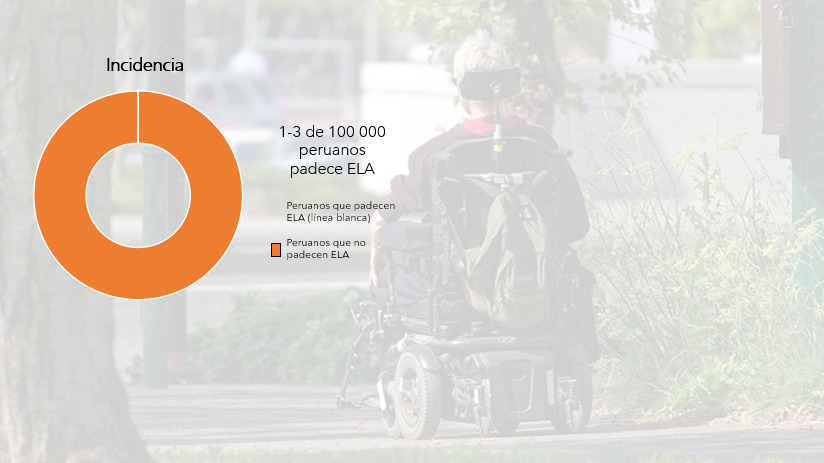 Incidencia
1-3 de 100 000
peruanos
padece ELA
Peruanos que padecen
ELA (línea blanca)
Peruanos que no
padecen ELA